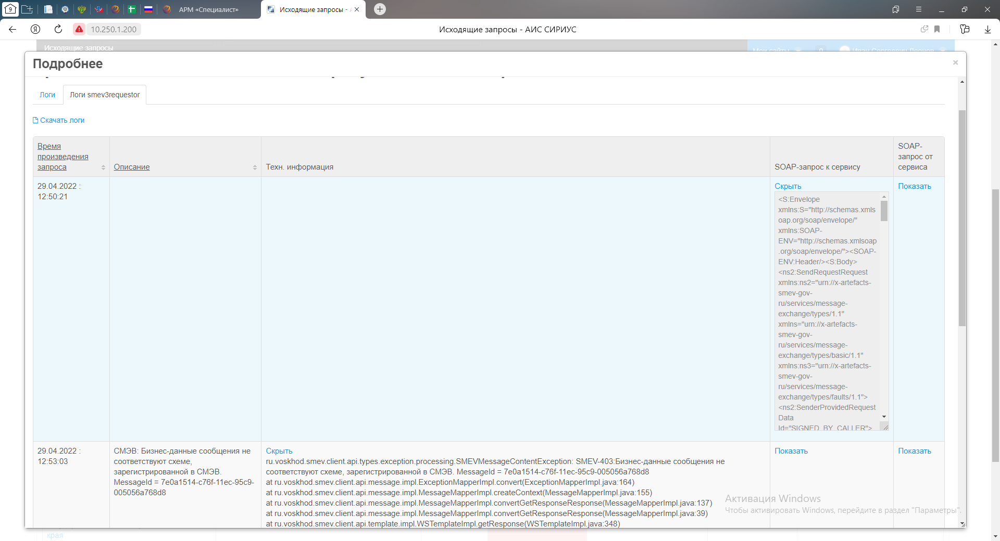 9
АРМ «Специалист»
Исходящие запросы -
10.250.1.200
Исходящие запросы - АИС СИРИУС
Исходящие запросы
Мои сайты
0
Подробнее
×
Логи
Логи smev3requestor
Скачать логи
Время
произведения
запроса
Описание
Техн. информация
SOAP-запрос к сервису
SOAP-
запрос от
сервиса
29.04.2022 :
12:50:21
Скрыть
<S:Envelope
xmlns:S="http://schemas.xmls
oap.org/soap/envelope/"
xmlns:SOAP-
ENV="http://schemas.xmlsoap
.org/soap/envelope/"><SOAP-
ENV:Header/><S:Body>
<ns2:SendRequestRequest
xmlns:ns2="urn://x-artefacts-
smev-gov-
ru/services/message-
exchange/types/1.1"
xmlns="urn://x-artefacts-
smev-gov-
ru/services/message-
exchange/types/basic/1.1"
xmlns:ns3="urn://x-artefacts-
smev-gov-
ru/services/message-
exchange/types/faults/1.1">
<ns2:SenderProvidedRequest
Data
Id="SIGNED_BY_CALLER">
Показать
29.04.2022 :
12:53:03
СМЭВ: Бизнес-данные сообщения не
соответствуют схеме,
зарегистрированной в СМЭВ.
MessageId = 7e0a1514-c76f-11ec-95c9-
005056a768d8
Скрыть
ru.voskhod.smev.client.api.types.exception.processing.SMEVMessageContentException: SMEV-403:Бизнес-данные сообщения не
соответствуют схеме, зарегистрированной в СМЭВ. MessageId = 7e0a1514-c76f-11ec-95c9-005056a768d8
at ru.voskhod.smev.client.api.message.impl.ExceptionMapperImpl.convert(ExceptionMapperImpl.java:164)
at ru.voskhod.smev.client.api.message.impl.MessageMapperImpl.createContext(MessageMapperImpl.java:155)
at ru.voskhod.smev.client.api.message.impl.MessageMapperImpl.convertGetResponseResponse(MessageMapperImpl.java:137)
at ru.voskhod.smev.client.api.message.impl.MessageMapperImpl.convertGetResponseResponse(MessageMapperImpl.java:39)
at ru.voskhod.smev.client.api.template.impl.WSTemplateImpl.getResponse(WSTemplateImpl.java:348)
Показать
Показать
Активация Windows
Чтобы активировать Windows, перейдите в раздел "Параметры".
края